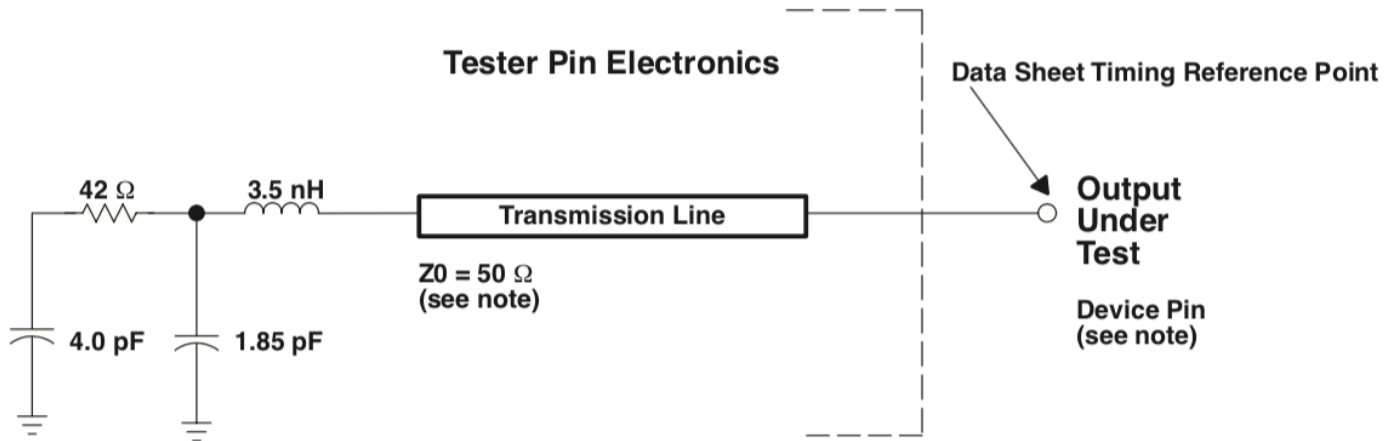 Tester Pin Electronics
Data Sheet Timing Reference Point
42 Ω
3.5 nH
Transmission Line
Output
Under
Test
Z0 = 50 Ω
(see note)
Device Pin
(see note)
4.0 pF
1.85 pF